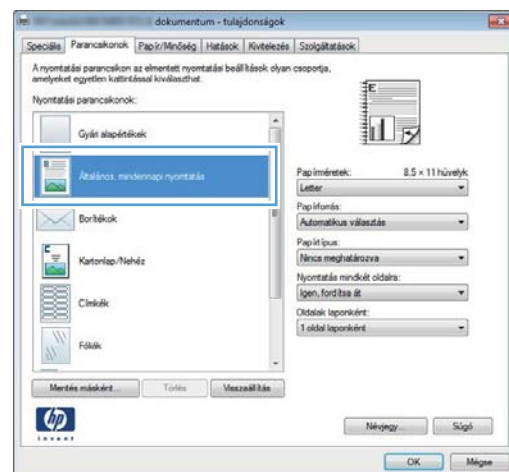 dokumentum - tulajdonságok
Speciális Parancsikonok Papír/Minőség Hatások Kivitelezés Szolgáltatások
A nyomtatási parancsikon az elmentett nyomtatási beállítások olyan csoportja,
amelyeket egyetlen kattintással kiválaszthat.
Nyomtatási parancsikonok:
Gyári alapértékek
Általános, mindennapi nyomtatás
Borítékok
Kartonlap/Nehéz
Címkék
Fóliák
Mentés másként... Törlés Visszaállítás
Papírméretek: 8,5 × 11 hüvelyk
Letter
Papírforrás:
Automatikus választás
Papírtípus:
Nincs meghatározva
Nyomtatás mindkét oldalra:
Igen, fordítsa át
Oldalak laponként:
1 oldal laponként
hp
invent
Névjegy... Súgó
OK Mégse